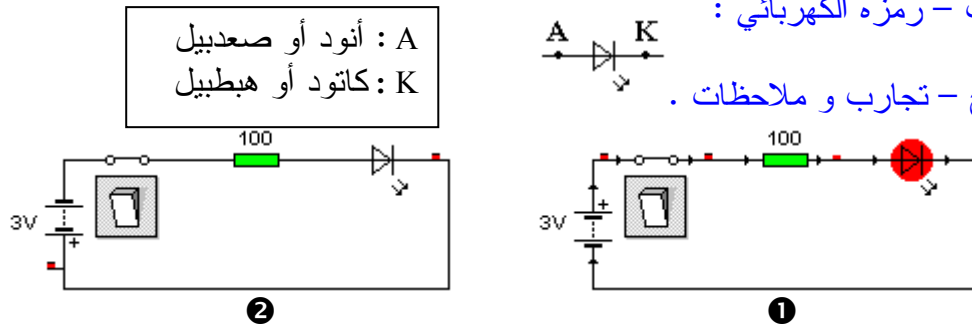 – رمزه الكهربائي :
A K
A : أنود أو صعدبيل
K : كاتود أو هبطبيل
– تجارب و ملاحظات .
100
3V
+
❶
100
3V
+
❷